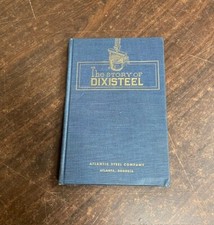 THE STORY OF
DIXISTEEL
ATLANTIC STEEL COMPANY
ATLANTA, GEORGIA